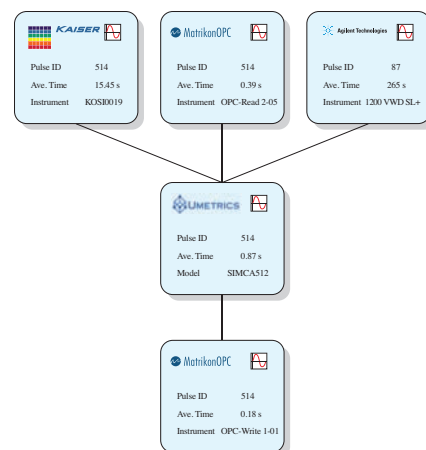 KAISER
Pulse ID 514
Ave. Time 15.45 s
Instrument KOSI0019
MatrikonOPC
Pulse ID 514
Ave. Time 0.39 s
Instrument OPC-Read 2-05
Agilent Technologies
Pulse ID 87
Ave. Time 265 s
Instrument 1200 VWD SL+
UMETRICS
Pulse ID 514
Ave. Time 0.87 s
Model SIMCA512
MatrikonOPC
Pulse ID 514
Ave. Time 0.18 s
Instrument OPC-Write 1-01